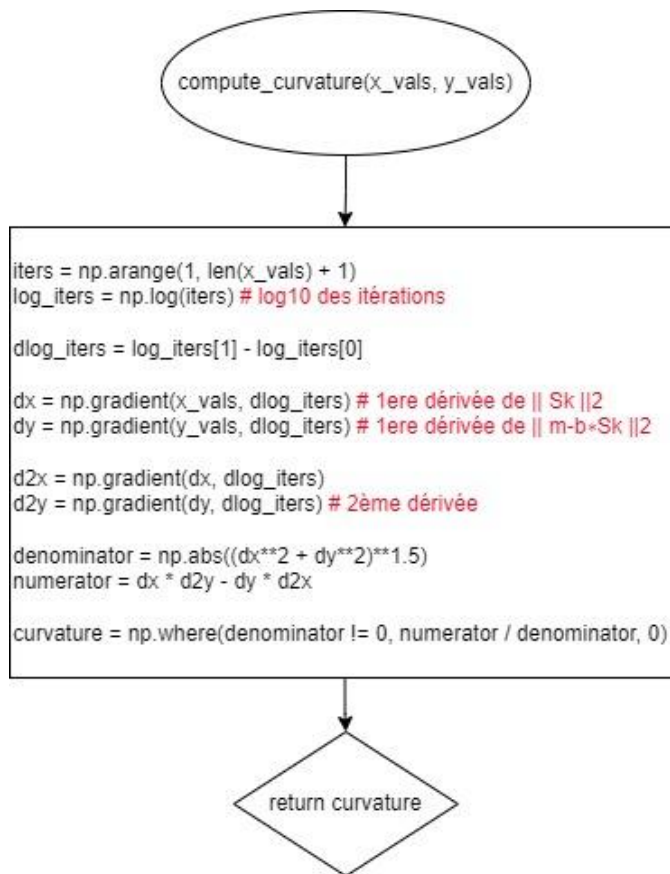 compute_curvature(x_vals, y_vals)
iters = np.arange(1, len(x_vals) + 1)
log_iters = np.log(iters) # log10 des itérations
dlog_iters = log_iters[1] - log_iters[0]
dx = np.gradient(x_vals, dlog_iters) # 1ere dérivée de || Sk ||2
dy = np.gradient(y_vals, dlog_iters) # 1ere dérivée de || m-b*Sk ||2
d2x = np.gradient(dx, dlog_iters)
d2y = np.gradient(dy, dlog_iters) # 2ème dérivée
denominator = np.abs((dx**2 + dy**2)**1.5)
numerator = dx * d2y - dy * d2x
curvature = np.where(denominator != 0, numerator / denominator, 0)
return curvature